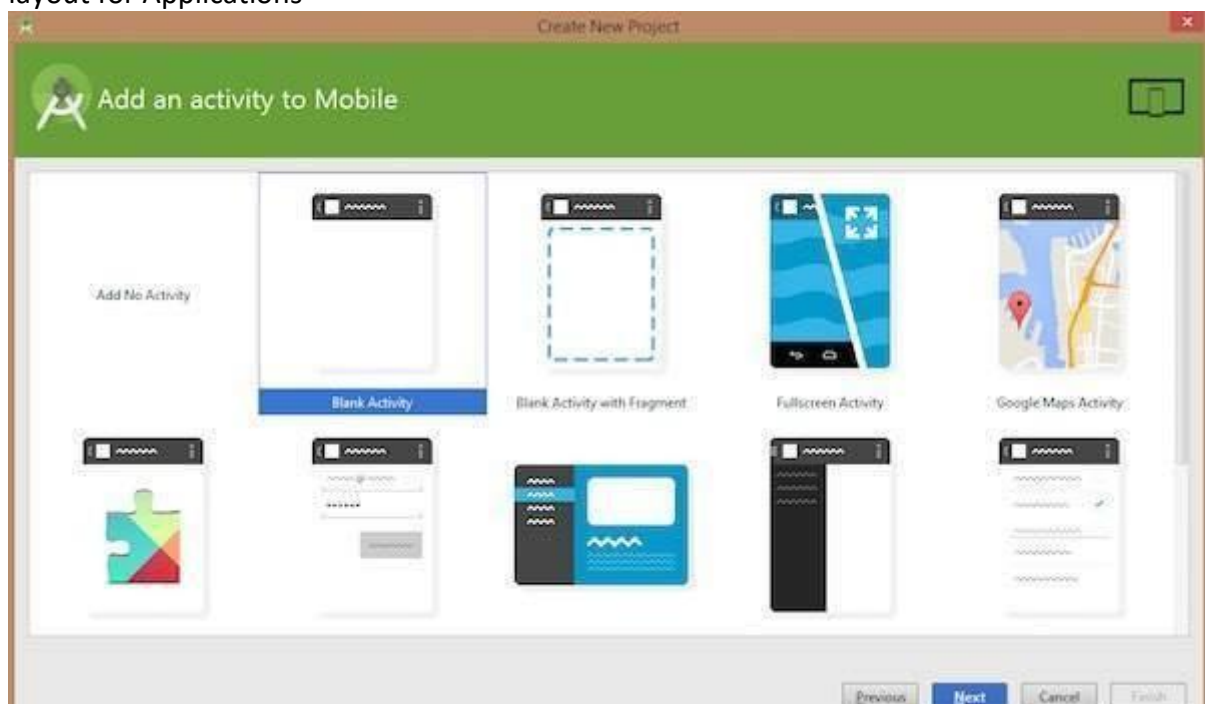 layout for Applications
Create New Project
Add an activity to Mobile
Add No Activity
Blank Activity
Blank Activity with Fragment
Fullscreen Activity
Google Maps Activity
Previous Next Cancel Finish